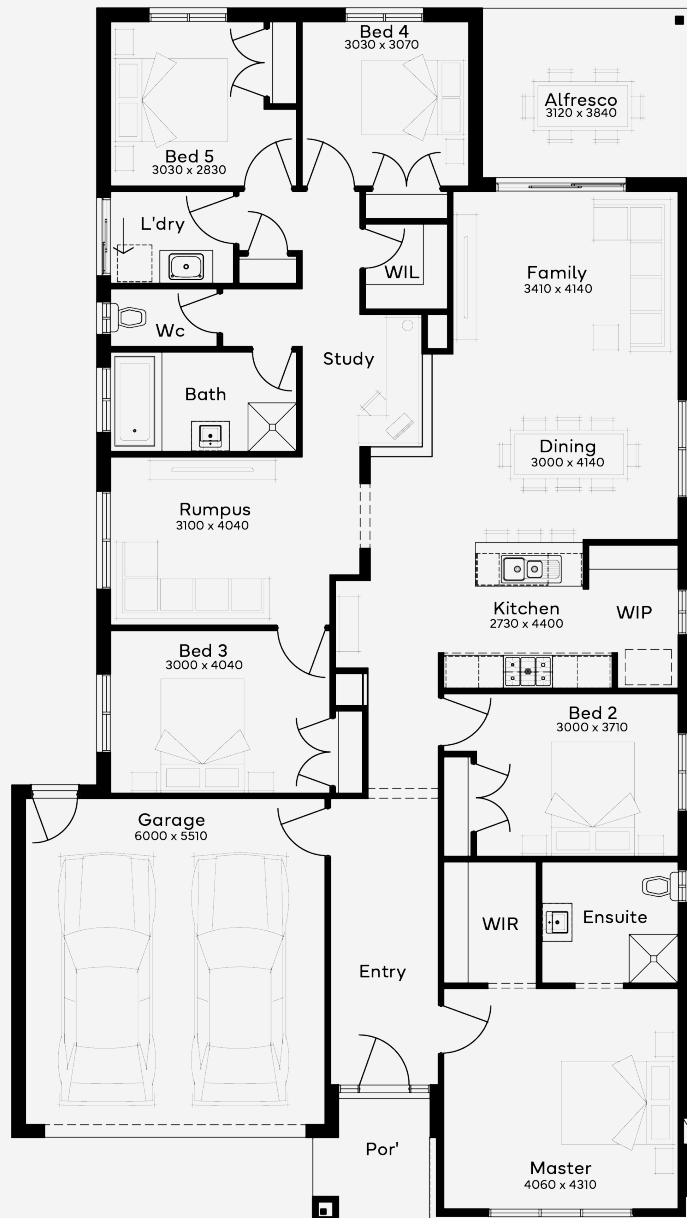 Bed 4
3030 x 3070
Alfresco
3120 x 3840
Bed 5
3030 x 2830
L'dry
WIL
Family
3410 x 4140
Wc
Study
Bath
Dining
3000 x 4140
Rumpus
3100 x 4040
Kitchen
2730 x 4400
WIP
Bed 3
3000 x 4040
Bed 2
3000 x 3710
Garage
6000 x 5510
WIR
Ensuite
Entry
Por'
Master
4060 x 4310